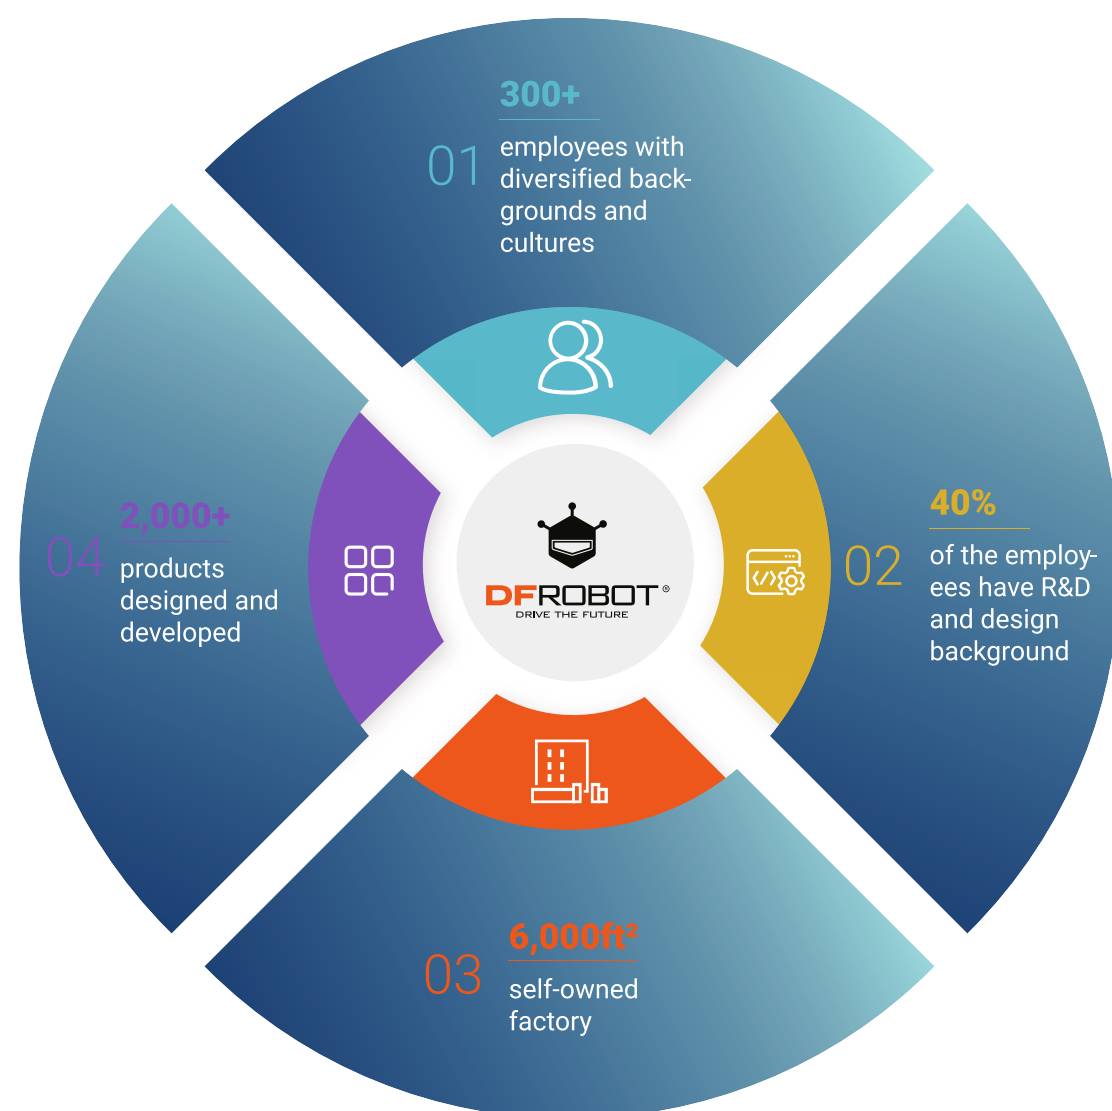 300+
01
employees with
diversified back-
grounds and
cultures
40%
02
of the employ-
ees have R&D
and design
background
6,000ft²
03
self-owned
factory
2,000+
04
products
designed and
developed
DFROBOT®
DRIVE THE FUTURE